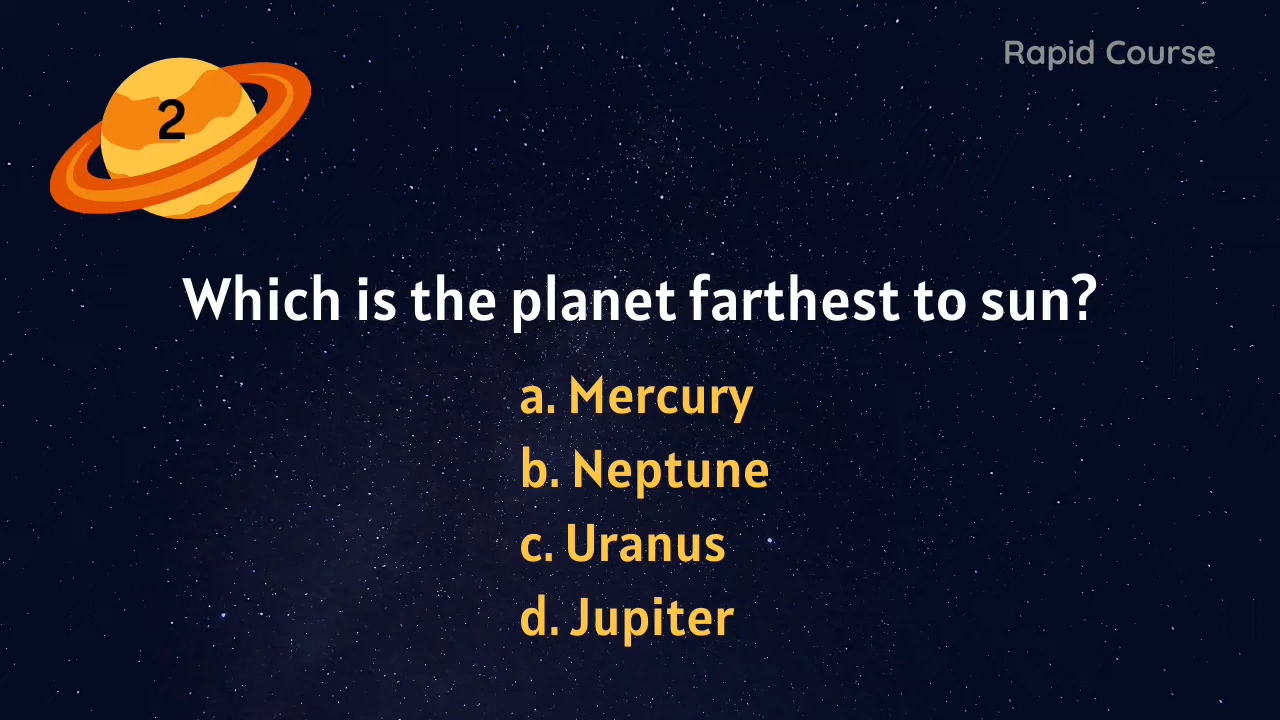 Rapid Course
2
Which is the planet farthest to sun?
a. Mercury
b. Neptune
c. Uranus
d. Jupiter